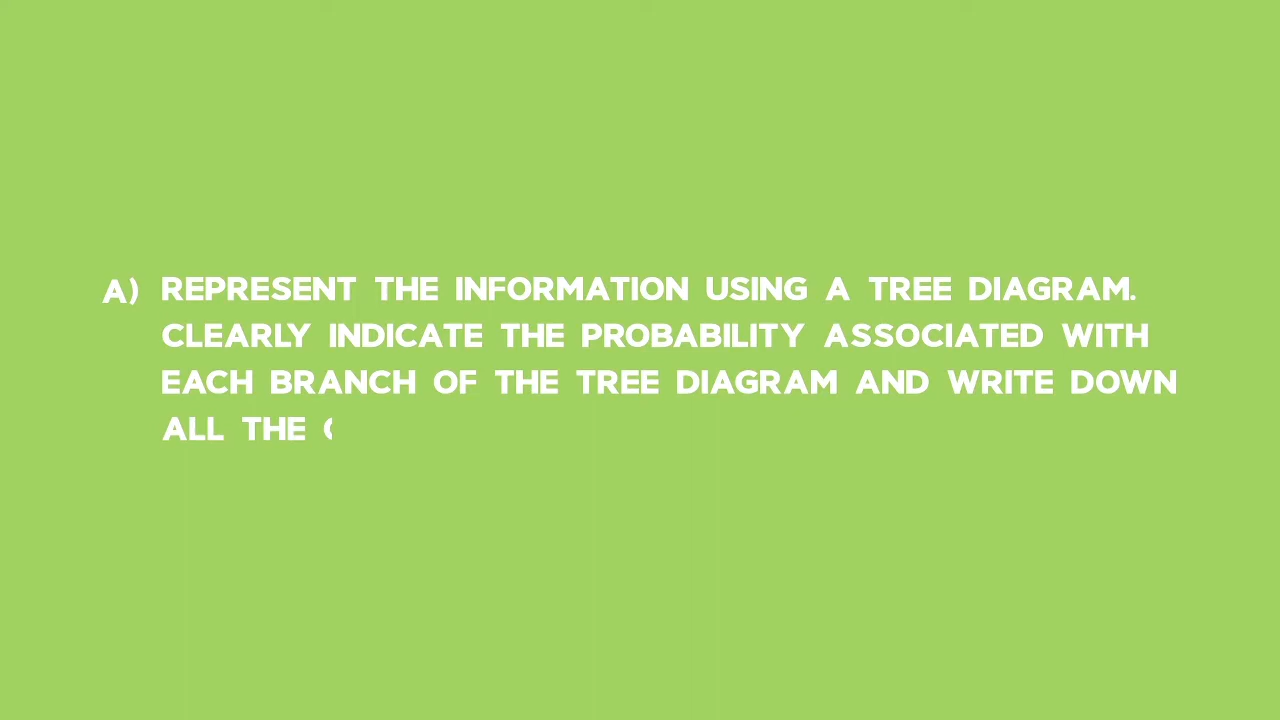 A) REPRESENT THE INFORMATION USING A TREE DIAGRAM.
CLEARLY INDICATE THE PROBABILITY ASSOCIATED WITH
EACH BRANCH OF THE TREE DIAGRAM AND WRITE DOWN
ALL THE